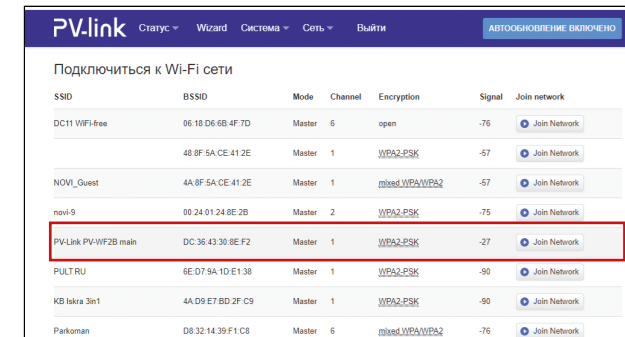 PV-link Статус Wizard Система Сеть Выйти АВТООБНОВЛЕНИЕ ВКЛЮЧЕНО
Подключиться к Wi-Fi сети
SSID BSSID Mode Channel Encryption Signal Join network
DC11 WiFi-free 06:18:D6:6B:4F:7D Master 6 open -76 Join Network
48:8F:5A:CE:41:2E Master 1 WPA2-PSK -57 Join Network
NOVI_Guest 4A:8F:5A:CE:41:2E Master 1 mixed WPA/WPA2 -57 Join Network
novi-9 00:24:01:24:8E:2B Master 2 WPA2-PSK -75 Join Network
PV-Link PV-WF2B main DC:36:43:30:8E:F2 Master 1 WPA2-PSK -27 Join Network
PULT.RU 6E:D7:9A:1D:E1:38 Master 1 WPA2-PSK -90 Join Network
KB Iskra 3in1 4A:D9:E7:BD:2F:C9 Master 1 WPA2-PSK -90 Join Network
Parkoman D8:32:14:39:F1:C8 Master 6 mixed WPA/WPA2 -76 Join Network